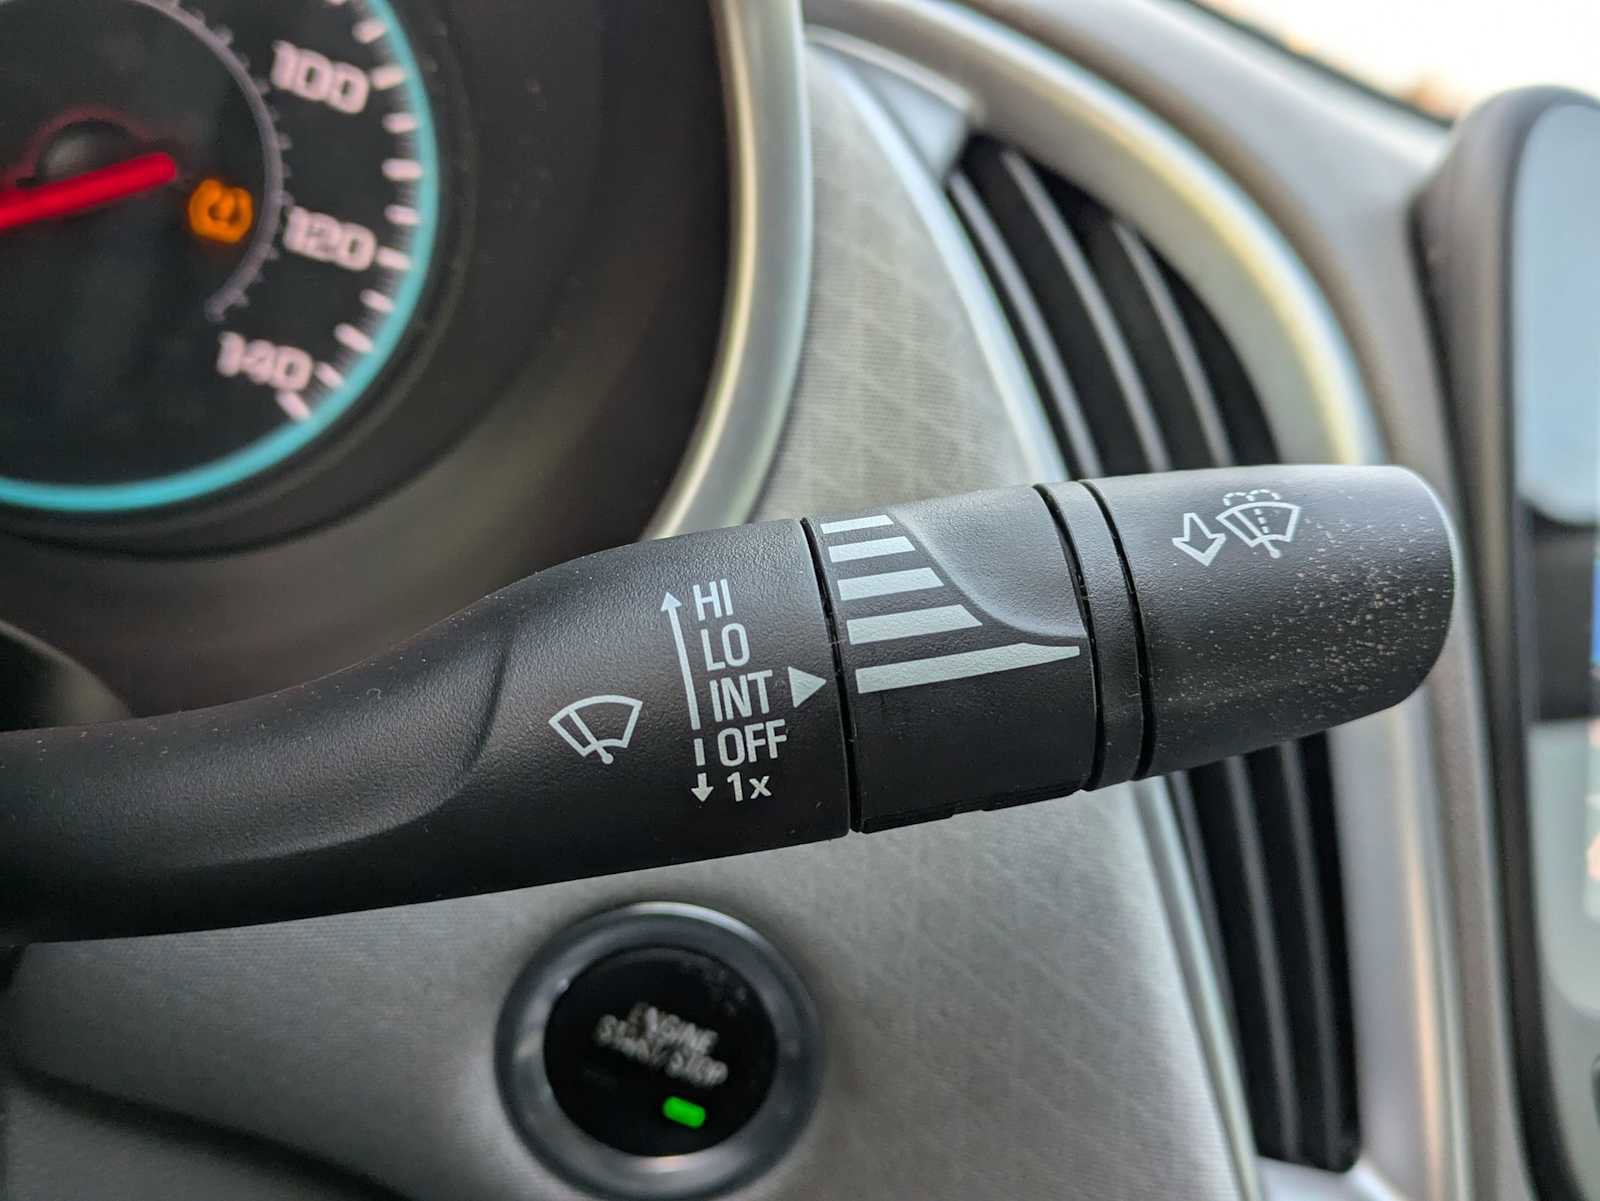 100
120
140
HI
LO
INT
OFF
1x
ENGINE
START/STOP